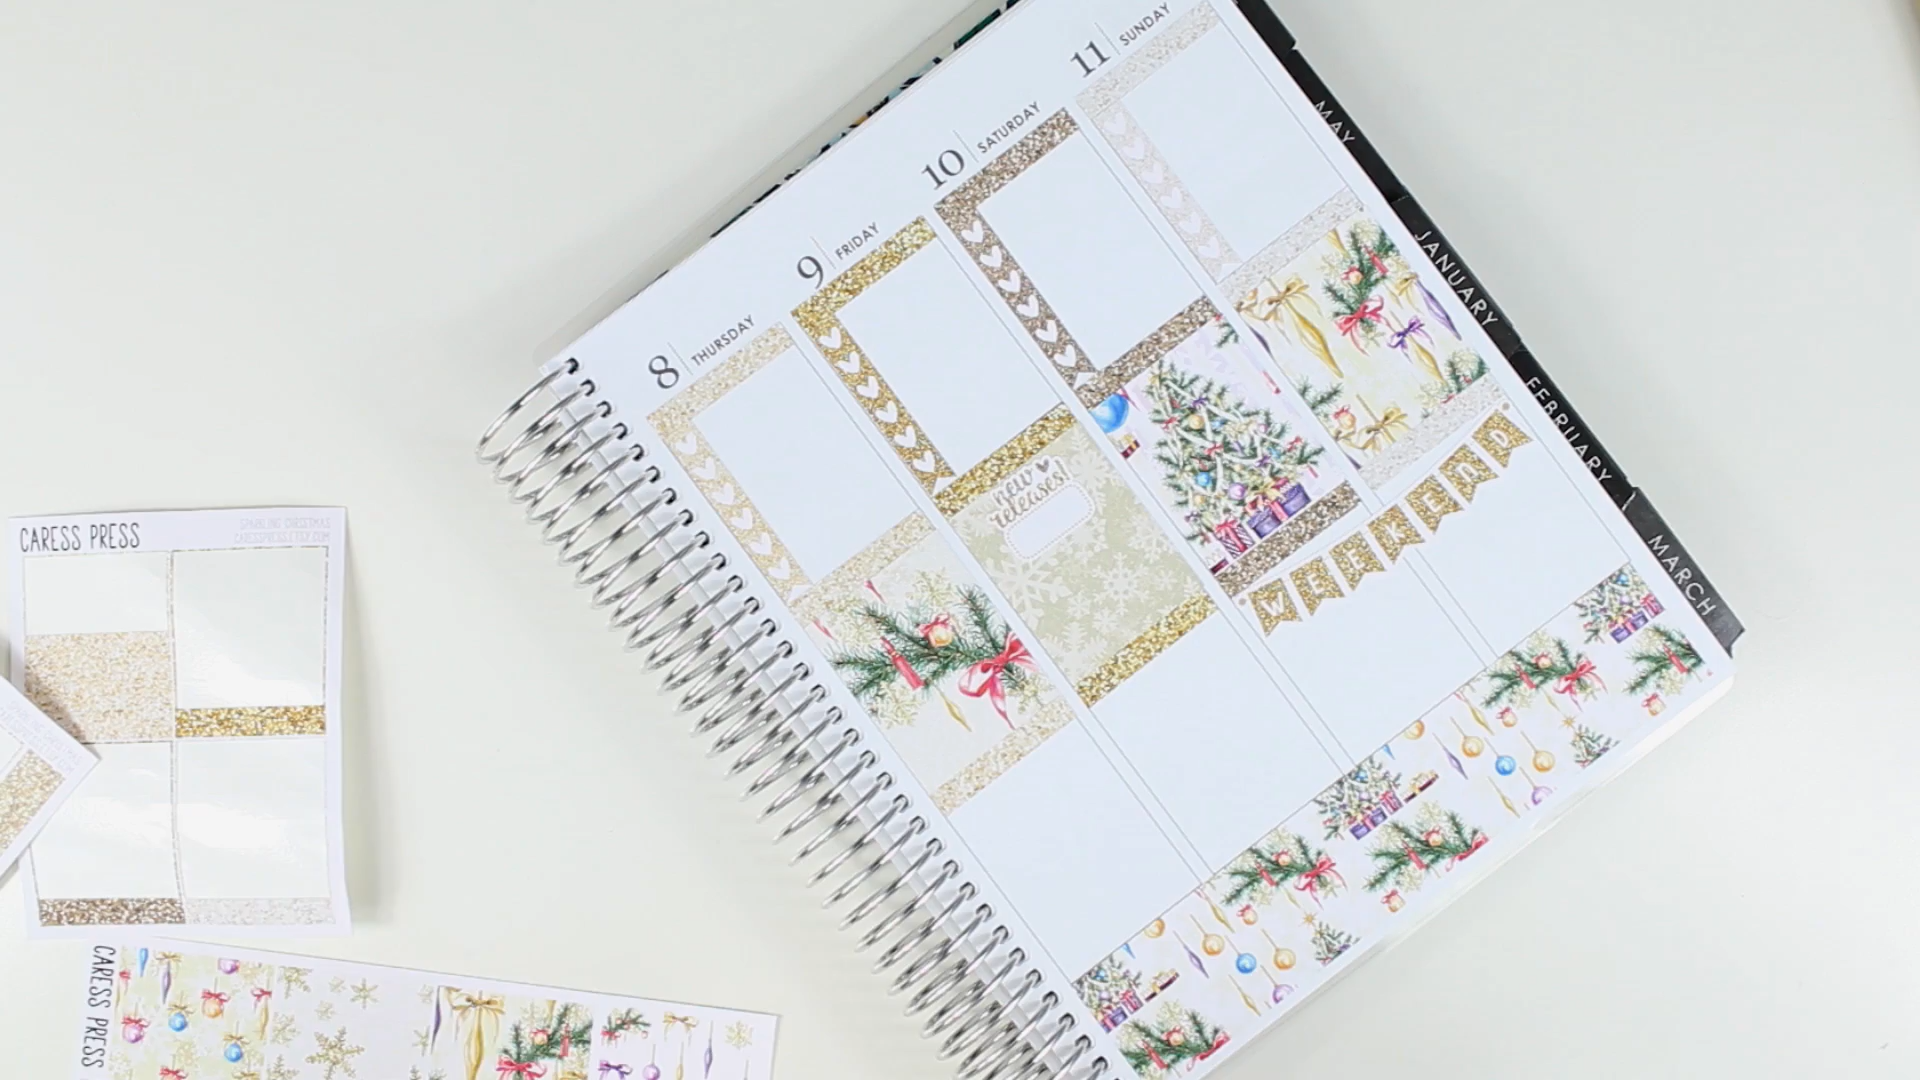 11 SUNDAY
10 SATURDAY
9 FRIDAY
8 THURSDAY
MAY
JANUARY
FEBRUARY
MARCH
new
releases!
WEEKEND
CARESS PRESS
SPARKLING CHRISTMAS
CARESSPRESS.ETSY.COM
CARESS PRESS